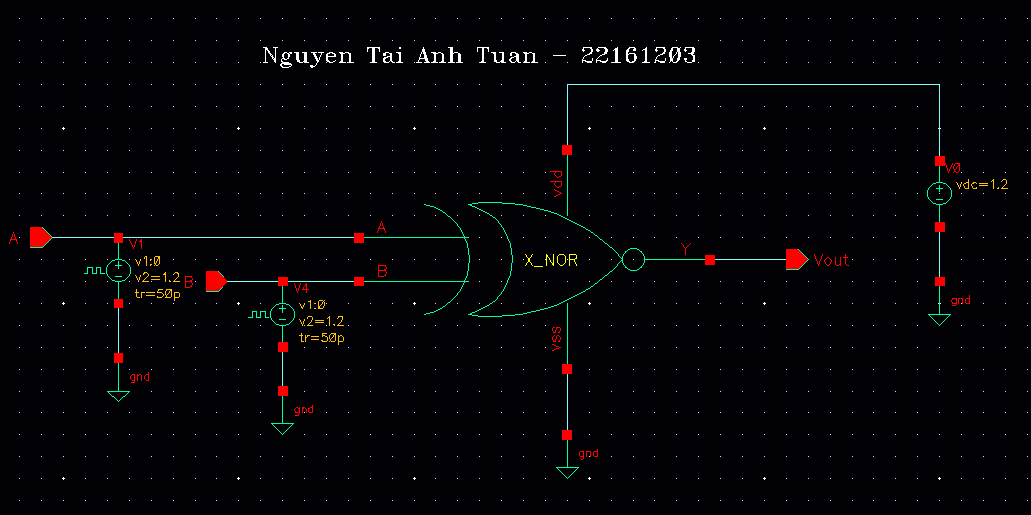 Nguyen Tai Anh Tuan - 22161203
vdd
V0
vdc=1.2
gnd
A
V1
v1:0
v2=1.2
tr=50p
gnd
B
V4
v1:0
v2=1.2
tr=50p
gnd
A
B
X_NOR
Y
Vout
vss
gnd